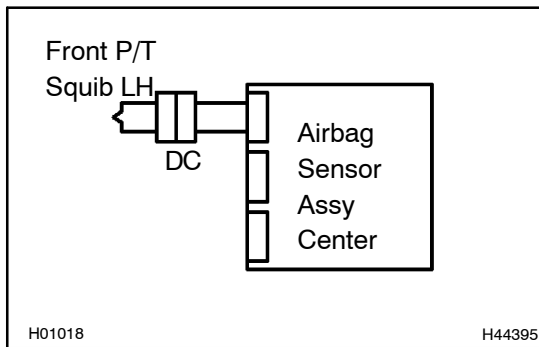 Front P/T
Squib LH
DC
Airbag
Sensor
Assy
Center
H01018
H44395